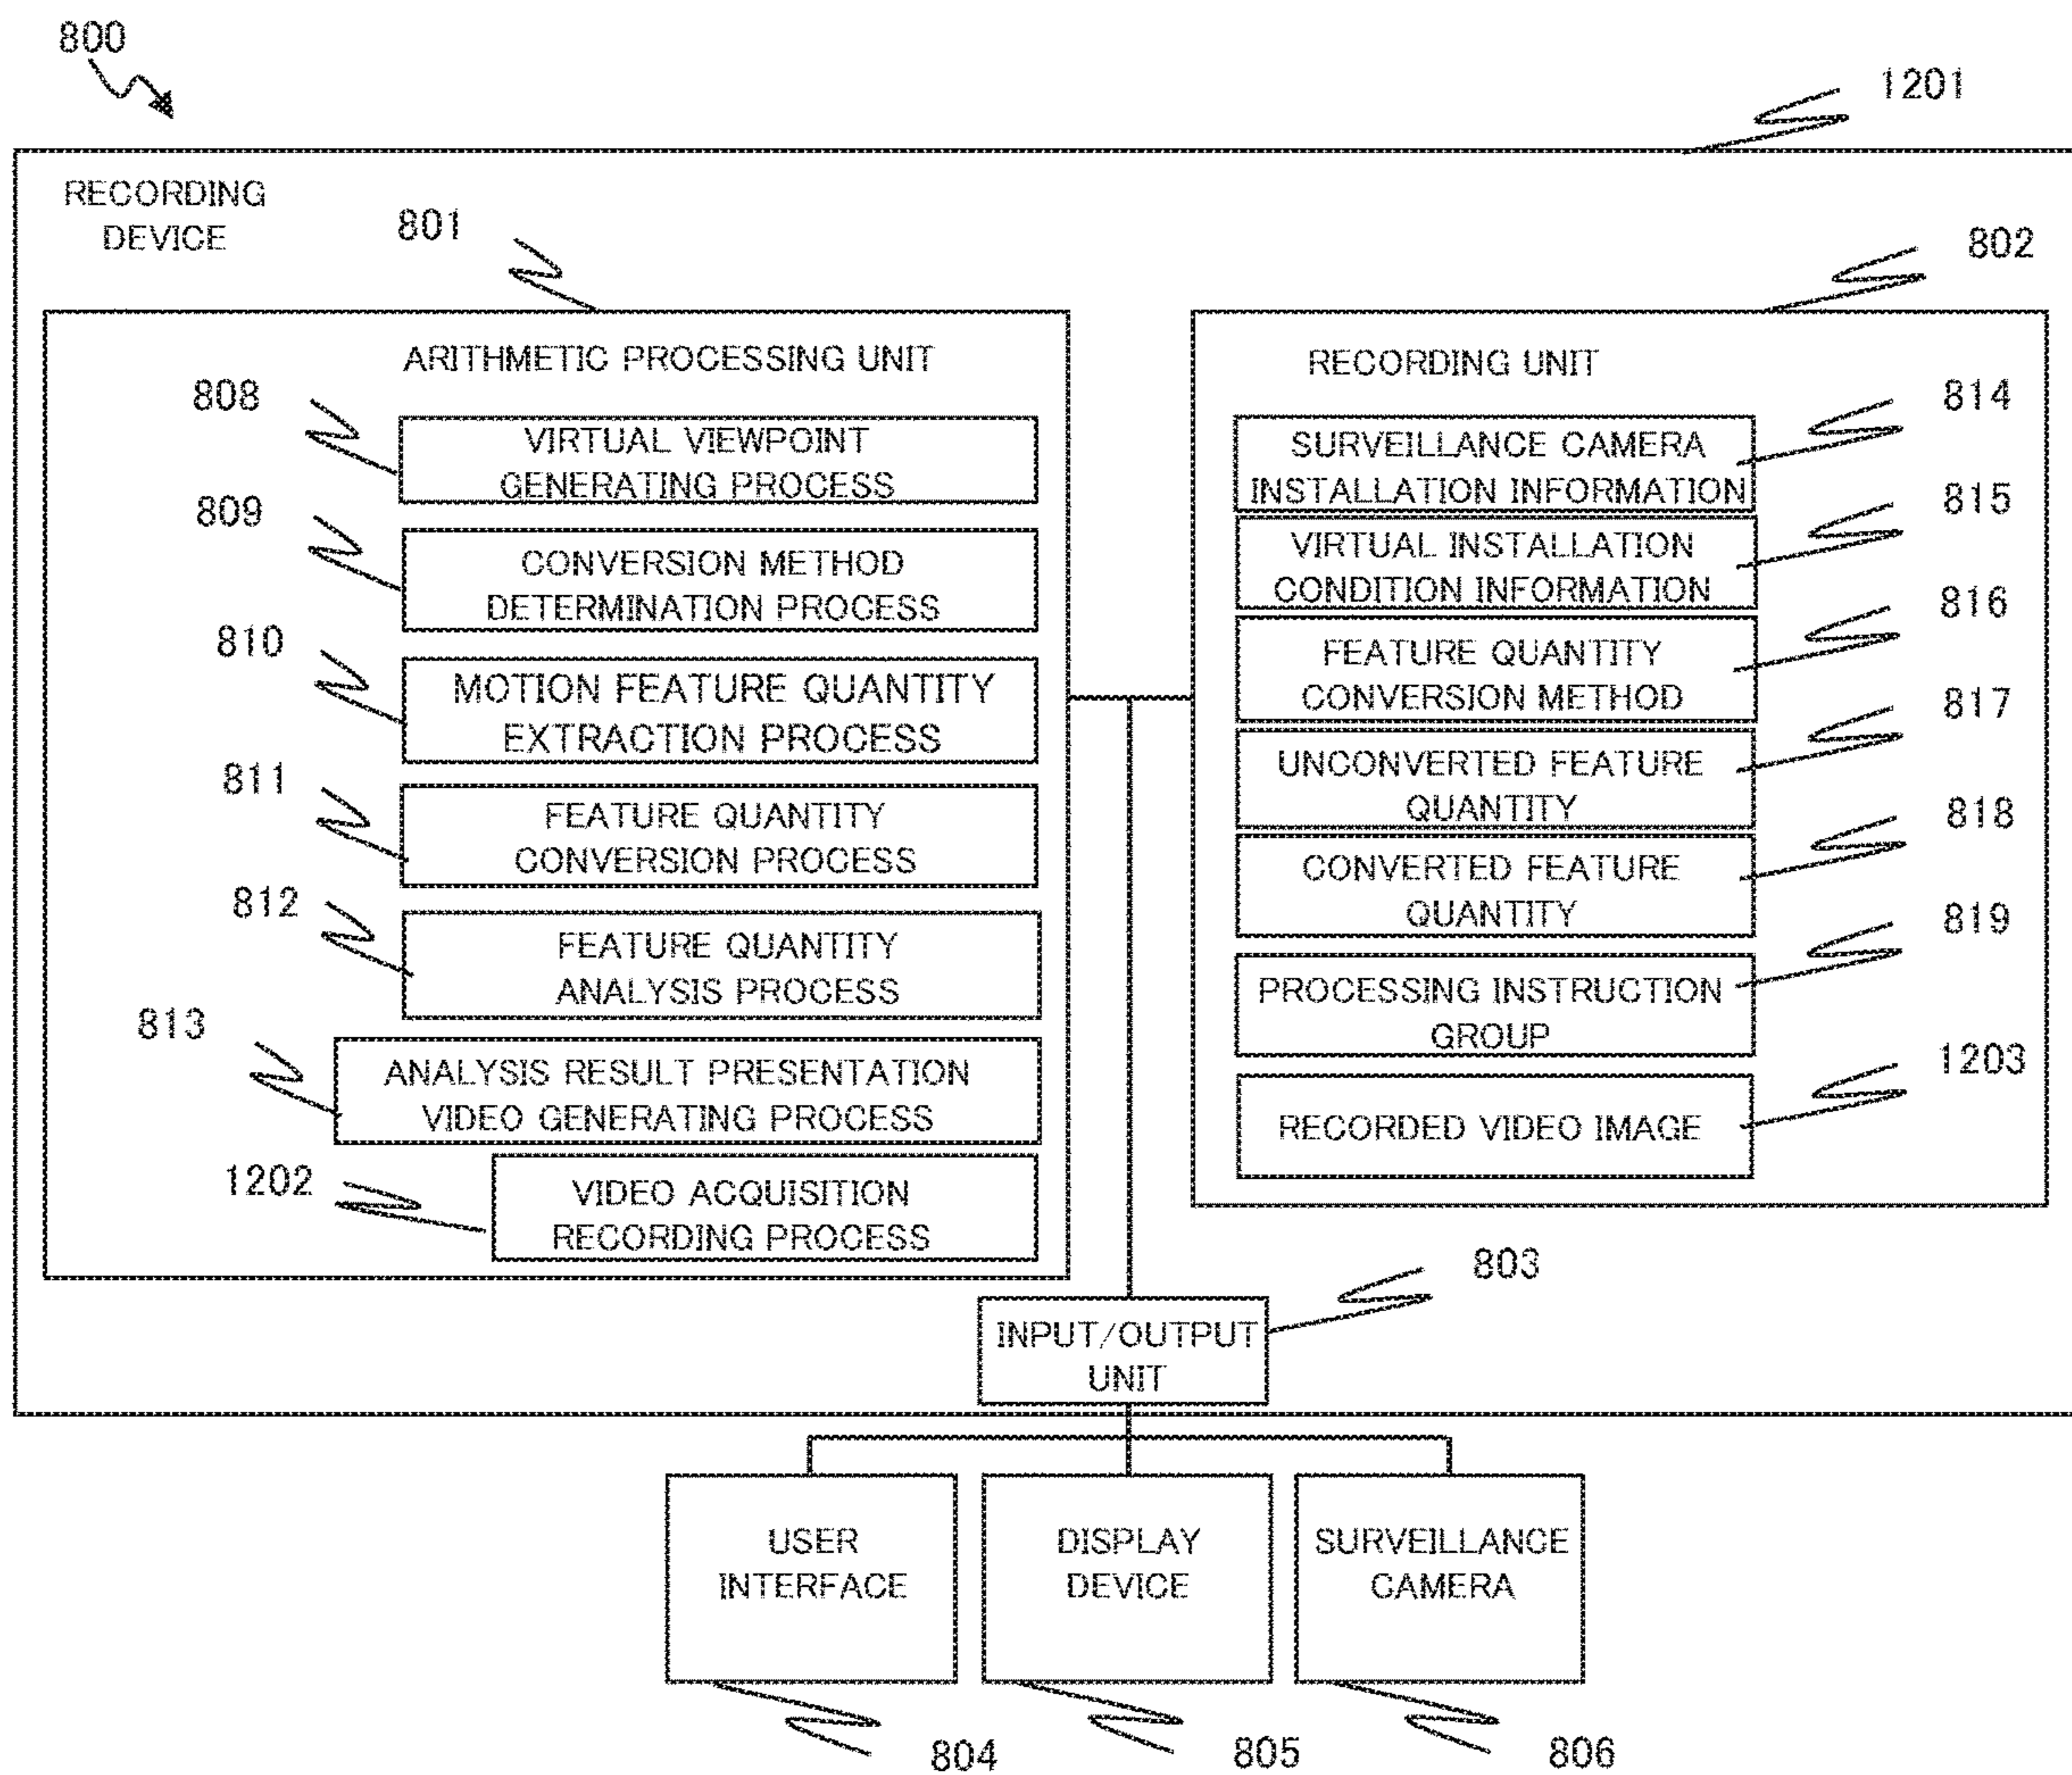 800
1201
RECORDING
DEVICE
801
802
ARITHMETIC PROCESSING UNIT
808
VIRTUAL VIEWPOINT
GENERATING PROCESS
809
CONVERSION METHOD
DETERMINATION PROCESS
810
MOTION FEATURE QUANTITY
EXTRACTION PROCESS
811
FEATURE QUANTITY
CONVERSION PROCESS
812
FEATURE QUANTITY
ANALYSIS PROCESS
813
ANALYSIS RESULT PRESENTATION
VIDEO GENERATING PROCESS
1202
VIDEO ACQUISITION
RECORDING PROCESS
RECORDING UNIT
814
SURVEILLANCE CAMERA
INSTALLATION INFORMATION
815
VIRTUAL INSTALLATION
CONDITION INFORMATION
816
FEATURE QUANTITY
CONVERSION METHOD
817
UNCONVERTED FEATURE
QUANTITY
818
CONVERTED FEATURE
QUANTITY
819
PROCESSING INSTRUCTION
GROUP
1203
RECORDED VIDEO IMAGE
803
INPUT/OUTPUT
UNIT
USER
INTERFACE
DISPLAY
DEVICE
SURVEILLANCE
CAMERA
804
805
806